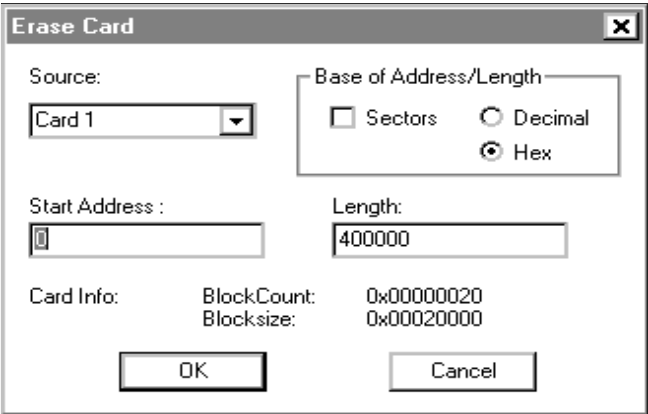 Erase Card
Source:
Base of Address/Length
Card 1
Sectors
Decimal
Hex
Start Address :
Length:
0
400000
Card Info:
BlockCount:
0x00000020
Blocksize:
0x00020000
OK
Cancel